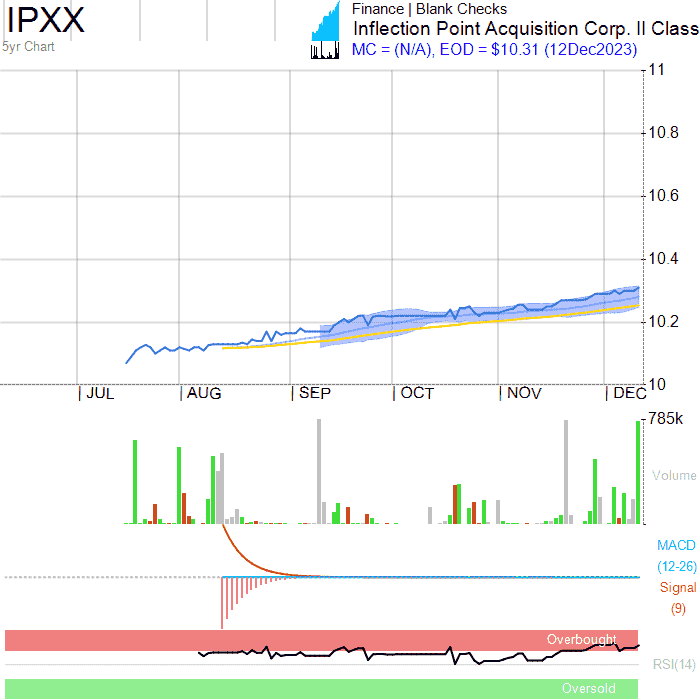 IPXX
5yr Chart
Finance | Blank Checks
Inflection Point Acquisition Corp. II Class
MC = (N/A), EOD = $10.31 (12Dec2023)
11
10.8
10.6
10.4
10.2
10
| JUL | AUG | SEP | OCT | NOV | DEC
785k
Volume
MACD
(12-26)
Signal
(9)
Overbought
RSI(14)
Oversold